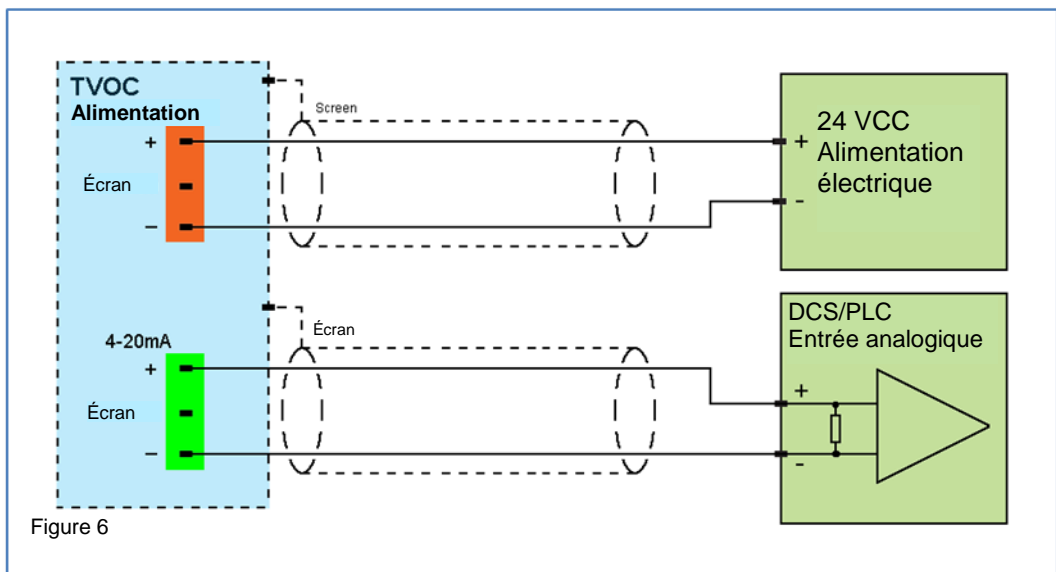 TVOC
Alimentation
+
Écran
–
Screen
24 VCC
+
Alimentation
électrique
-
4-20mA
+
Écran
–
Écran
DCS/PLC
Entrée analogique
+
-
Figure 6